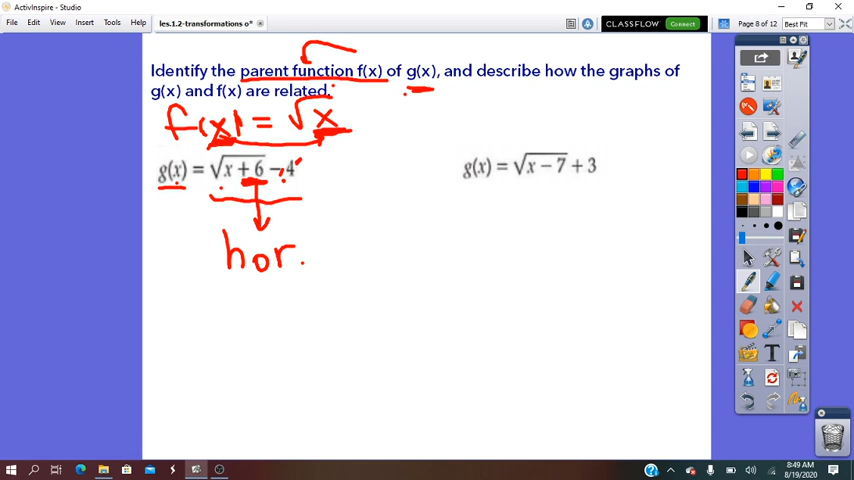 ActivInspire - Studio
File Edit View Insert Tools Help
les.1.2-transformations o*
CLASSFLOW Connect
Page 8 of 12 Best Fit
Identify the parent function f(x) of g(x), and describe how the graphs of
g(x) and f(x) are related.
f(x) = √x
g(x) = √x + 6 − 4
g(x) = √x − 7 + 3
hor.
T
8:49 AM
8/19/2020